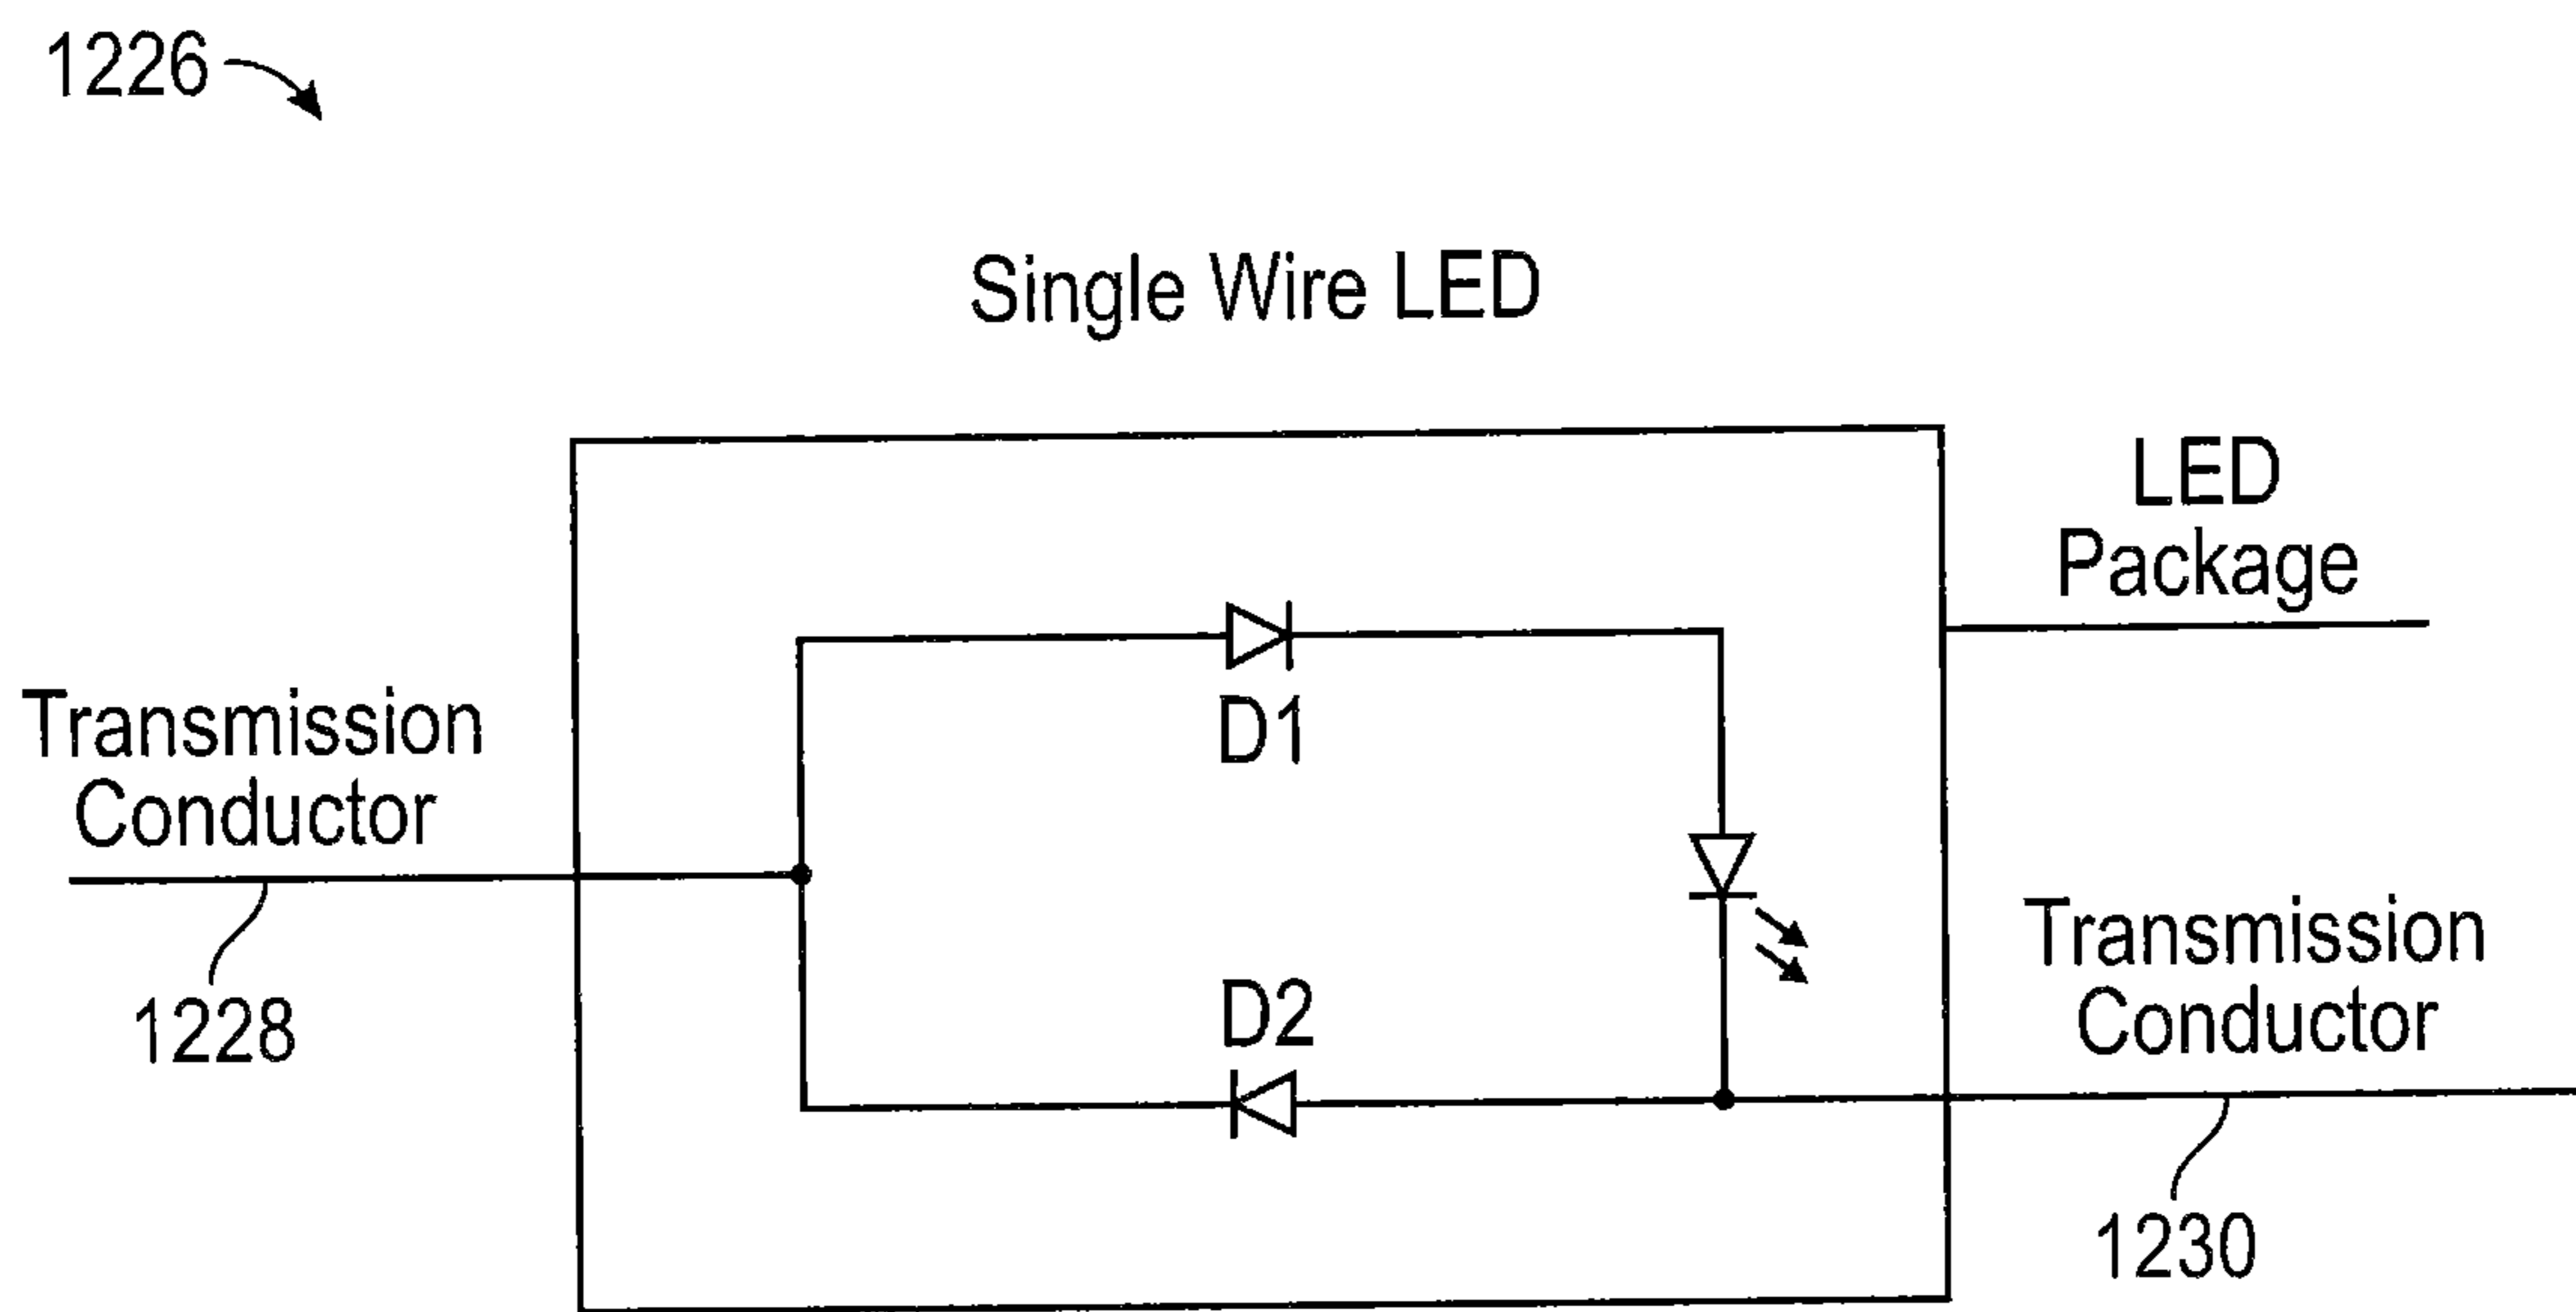 1226
Single Wire LED
LED
Package
Transmission
Conductor
D1
Transmission
Conductor
D2
1228
1230